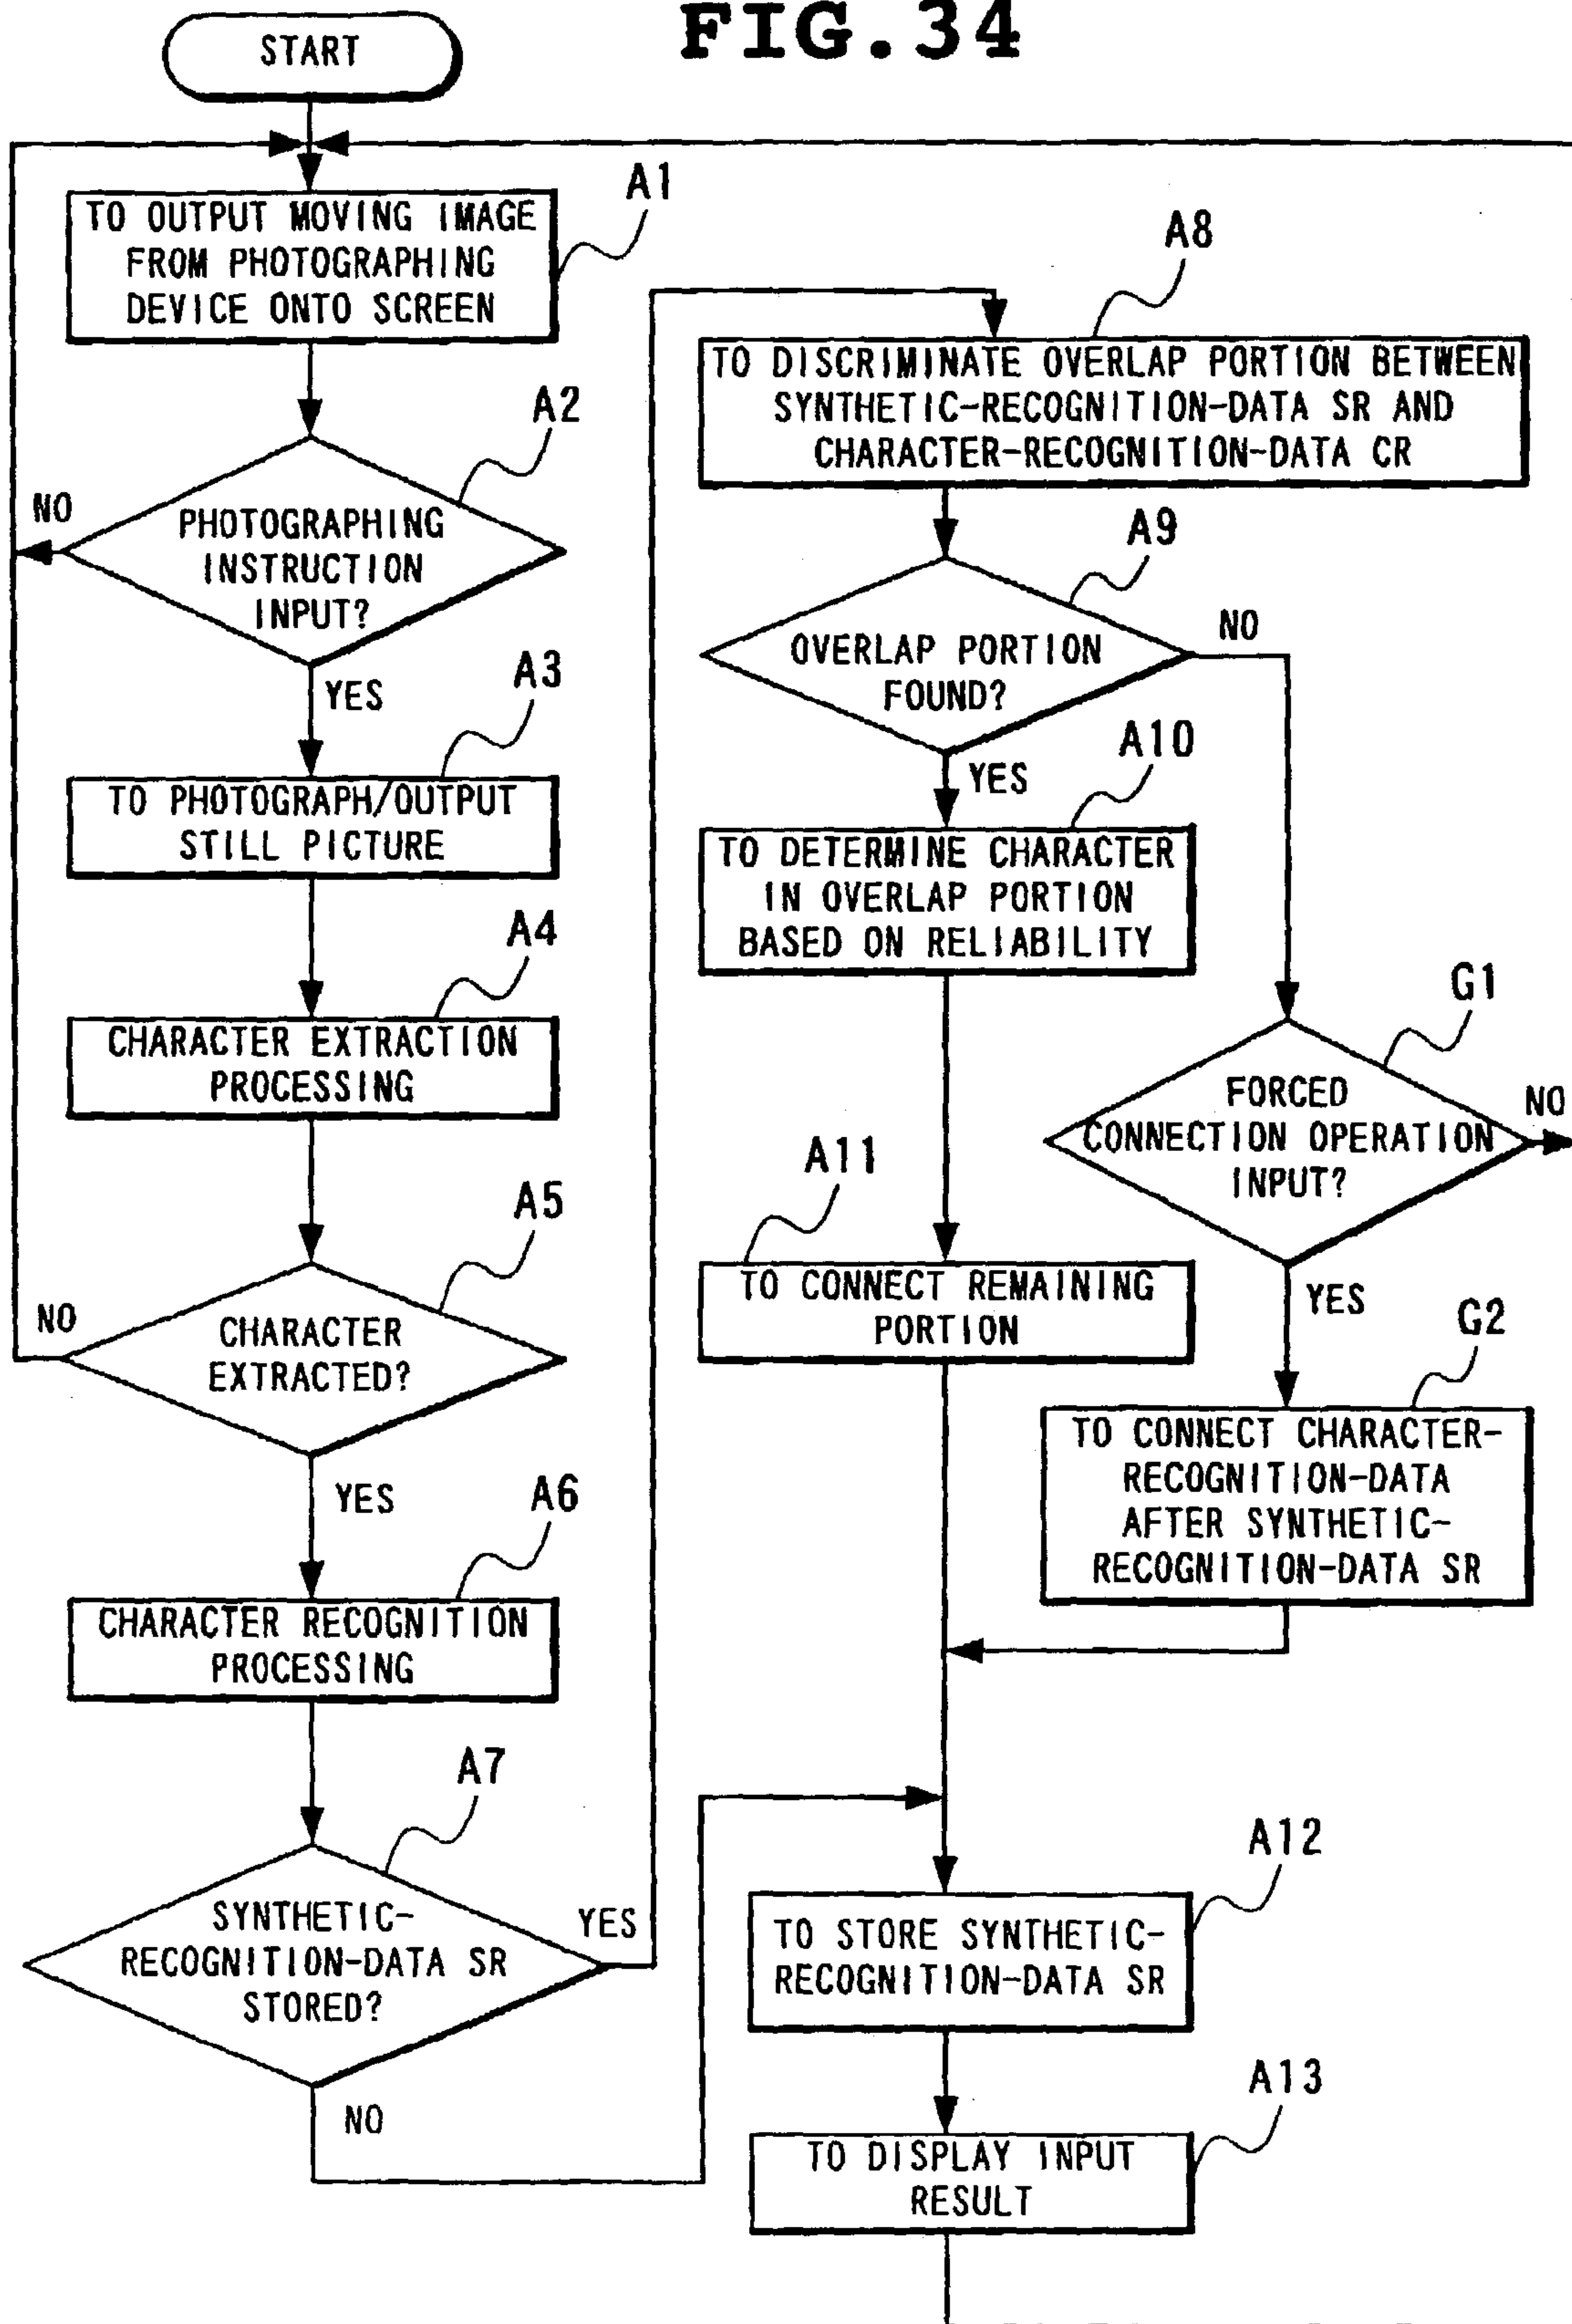 FIG.34
START
A1
TO OUTPUT MOVING IMAGE
FROM PHOTOGRAPHING
DEVICE ONTO SCREEN
A2
NO
PHOTOGRAPHING
INSTRUCTION
INPUT?
YES
A3
TO PHOTOGRAPH/OUTPUT
STILL PICTURE
A4
CHARACTER EXTRACTION
PROCESSING
A5
NO
CHARACTER
EXTRACTED?
YES
A6
CHARACTER RECOGNITION
PROCESSING
A7
SYNTHETIC-
RECOGNITION-DATA SR
STORED?
YES
NO
A8
TO DISCRIMINATE OVERLAP PORTION BETWEEN
SYNTHETIC-RECOGNITION-DATA SR AND
CHARACTER-RECOGNITION-DATA CR
A9
NO
OVERLAP PORTION
FOUND?
YES
A10
TO DETERMINE CHARACTER
IN OVERLAP PORTION
BASED ON RELIABILITY
G1
FORCED
CONNECTION OPERATION
INPUT?
NO
YES
A11
TO CONNECT REMAINING
PORTION
G2
TO CONNECT CHARACTER-
RECOGNITION-DATA
AFTER SYNTHETIC-
RECOGNITION-DATA SR
A12
TO STORE SYNTHETIC-
RECOGNITION-DATA SR
A13
TO DISPLAY INPUT
RESULT